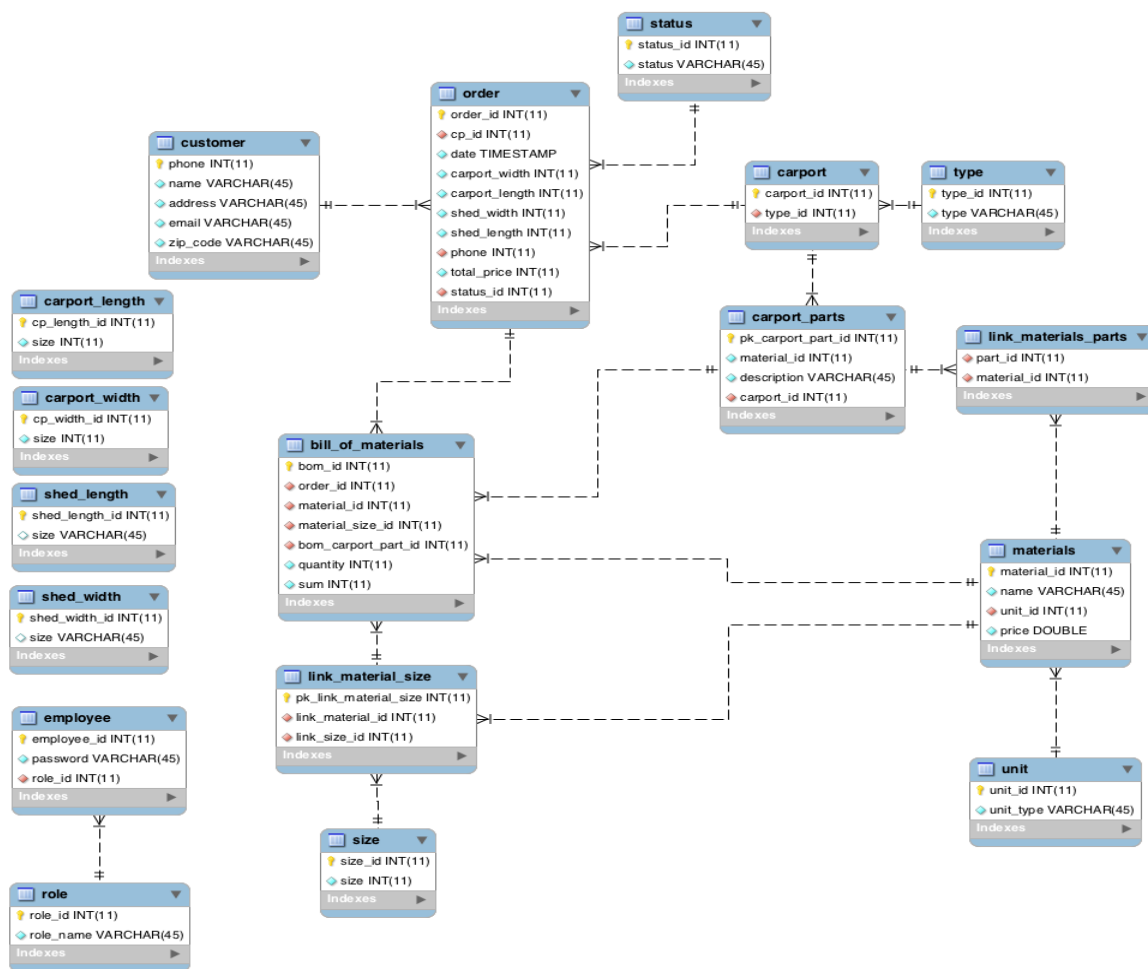 status
status_id INT(11)
status VARCHAR(45)
Indexes
order
order_id INT(11)
cp_id INT(11)
date TIMESTAMP
carport_width INT(11)
carport_length INT(11)
shed_width INT(11)
shed_length INT(11)
phone INT(11)
total_price INT(11)
status_id INT(11)
Indexes
customer
phone INT(11)
name VARCHAR(45)
address VARCHAR(45)
email VARCHAR(45)
zip_code VARCHAR(45)
Indexes
carport
carport_id INT(11)
type_id INT(11)
Indexes
type
type_id INT(11)
type VARCHAR(45)
Indexes
carport_length
cp_length_id INT(11)
size INT(11)
Indexes
carport_parts
pk_carport_part_id INT(11)
material_id INT(11)
description VARCHAR(45)
carport_id INT(11)
Indexes
link_materials_parts
part_id INT(11)
material_id INT(11)
Indexes
carport_width
cp_width_id INT(11)
size INT(11)
Indexes
bill_of_materials
bom_id INT(11)
order_id INT(11)
material_id INT(11)
material_size_id INT(11)
bom_carport_part_id INT(11)
quantity INT(11)
sum INT(11)
Indexes
shed_length
shed_length_id INT(11)
size VARCHAR(45)
Indexes
materials
material_id INT(11)
name VARCHAR(45)
unit_id INT(11)
price DOUBLE
Indexes
shed_width
shed_width_id INT(11)
size VARCHAR(45)
Indexes
link_material_size
pk_link_material_size INT(11)
link_material_id INT(11)
link_size_id INT(11)
Indexes
employee
employee_id INT(11)
password VARCHAR(45)
role_id INT(11)
Indexes
unit
unit_id INT(11)
unit_type VARCHAR(45)
Indexes
size
size_id INT(11)
size INT(11)
Indexes
role
role_id INT(11)
role_name VARCHAR(45)
Indexes